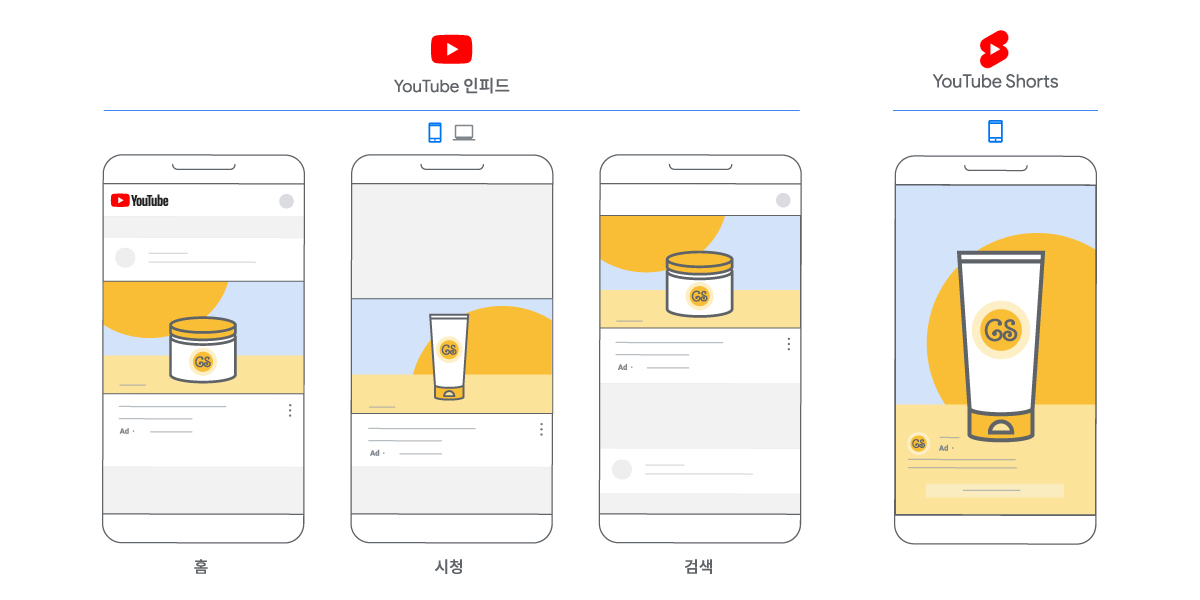 YouTube 인피드
YouTube Shorts
YouTube
GS
Ad ·
홈
GS
Ad ·
시청
GS
Ad ·
검색
GS
GS
Ad ·